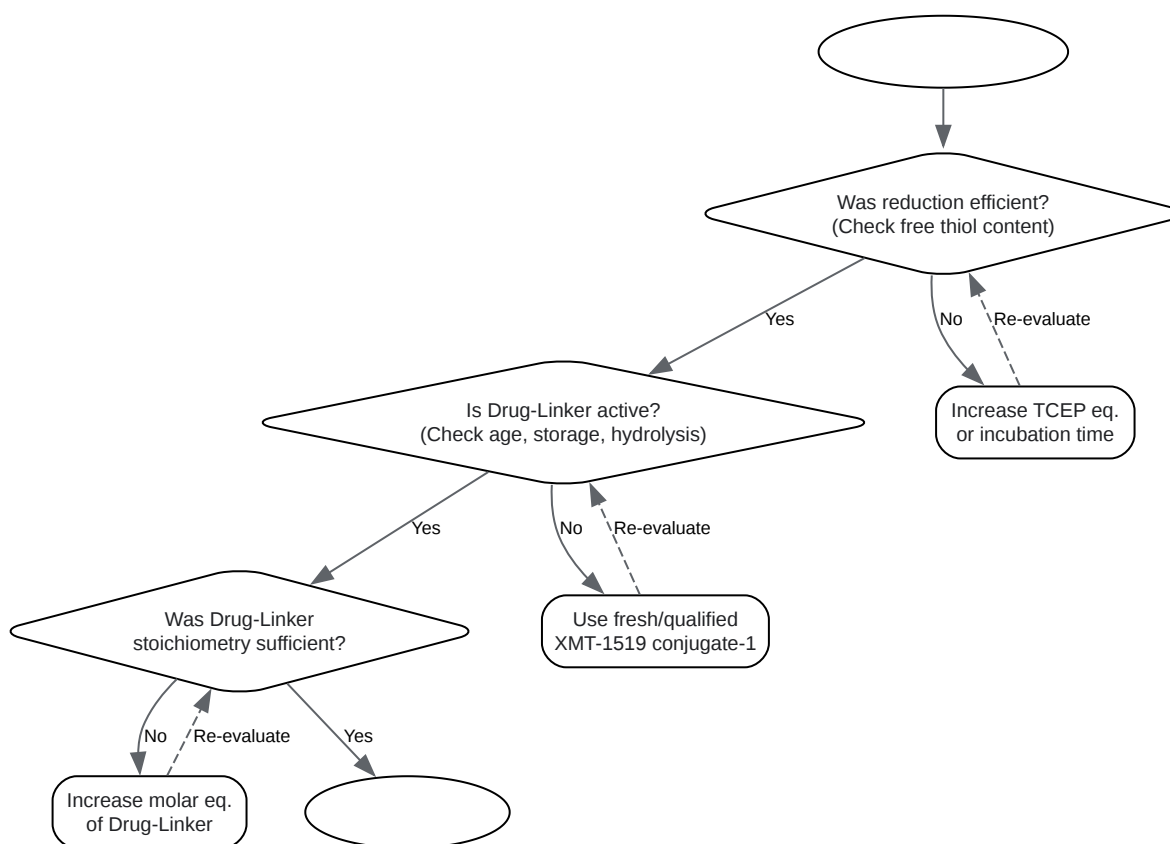 Was reduction efficient?
(Check free thiol content)
Yes
No
Re-evaluate
Increase TCEP eq.
or incubation time
Is Drug-Linker active?
(Check age, storage, hydrolysis)
Yes
No
Re-evaluate
Use fresh/qualified
XMT-1519 conjugate-1
Was Drug-Linker
stoichiometry sufficient?
No
Re-evaluate
Yes
Increase molar eq.
of Drug-Linker